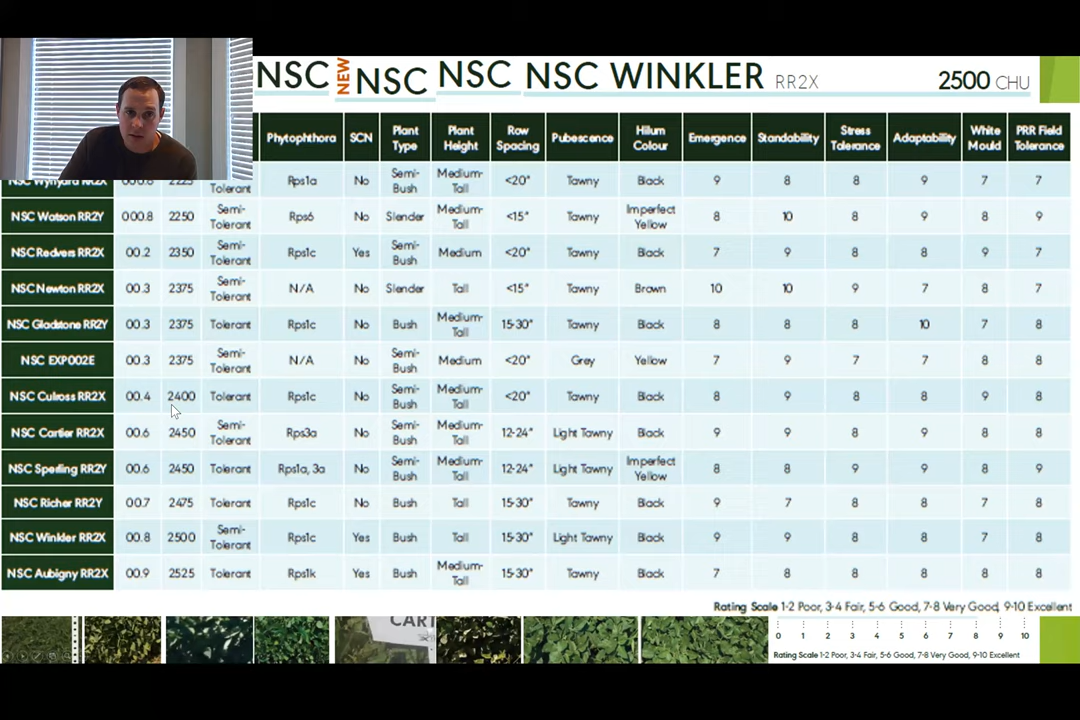 NSC NEW NSC NSC NSC WINKLER RR2X 2500 CHU
Phytophthora SCN Plant Type Plant Height Row Spacing Pubescence Hilum Colour Emergence Standability Stress Tolerance Adaptability White Mould PRR Field Tolerance
NSC Wynyard RR2X 000.8 2225 Semi-Tolerant Rps1a No Semi-Bush Medium-Tall <20" Tawny Black 9 8 8 9 7 7
NSC Watson RR2Y 000.8 2250 Semi-Tolerant Rps6 No Slender Medium-Tall <15" Tawny Imperfect Yellow 8 10 8 9 8 9
NSC Redvers RR2X 00.2 2350 Semi-Tolerant Rps1c Yes Semi-Bush Medium <20" Tawny Black 7 9 8 8 9 7
NSC Newton RR2X 00.3 2375 Semi-Tolerant N/A No Slender Tall <15" Tawny Brown 10 10 9 7 8 7
NSC Gladstone RR2Y 00.3 2375 Tolerant Rps1c No Bush Medium-Tall 15-30" Tawny Black 8 8 8 10 7 8
NSC EXP002E 00.3 2375 Semi-Tolerant N/A No Semi-Bush Medium <20" Grey Yellow 7 9 7 7 8 8
NSC Culross RR2X 00.4 2400 Tolerant Rps1c No Semi-Bush Medium-Tall <20" Tawny Black 8 9 8 8 9 8
NSC Cartier RR2X 00.6 2450 Semi-Tolerant Rps3a No Semi-Bush Medium-Tall 12-24" Light Tawny Black 9 9 8 9 8 8
NSC Sperling RR2Y 00.6 2450 Tolerant Rps1a, 3a No Semi-Bush Medium-Tall 12-24" Light Tawny Imperfect Yellow 8 8 9 9 8 9
NSC Richer RR2Y 00.7 2475 Tolerant Rps1c No Bush Tall 15-30" Tawny Black 9 7 8 8 7 8
NSC Winkler RR2X 00.8 2500 Semi-Tolerant Rps1c Yes Bush Tall 15-30" Light Tawny Black 9 9 8 8 7 8
NSC Aubigny RR2X 00.9 2525 Tolerant Rps1k Yes Bush Medium-Tall 15-30" Tawny Black 7 8 8 8 8 8
Rating Scale 1-2 Poor, 3-4 Fair, 5-6 Good, 7-8 Very Good, 9-10 Excellent
CART
0 1 2 3 4 5 6 7 8 9 10
Rating Scale 1-2 Poor, 3-4 Fair, 5-6 Good, 7-8 Very Good, 9-10 Excellent